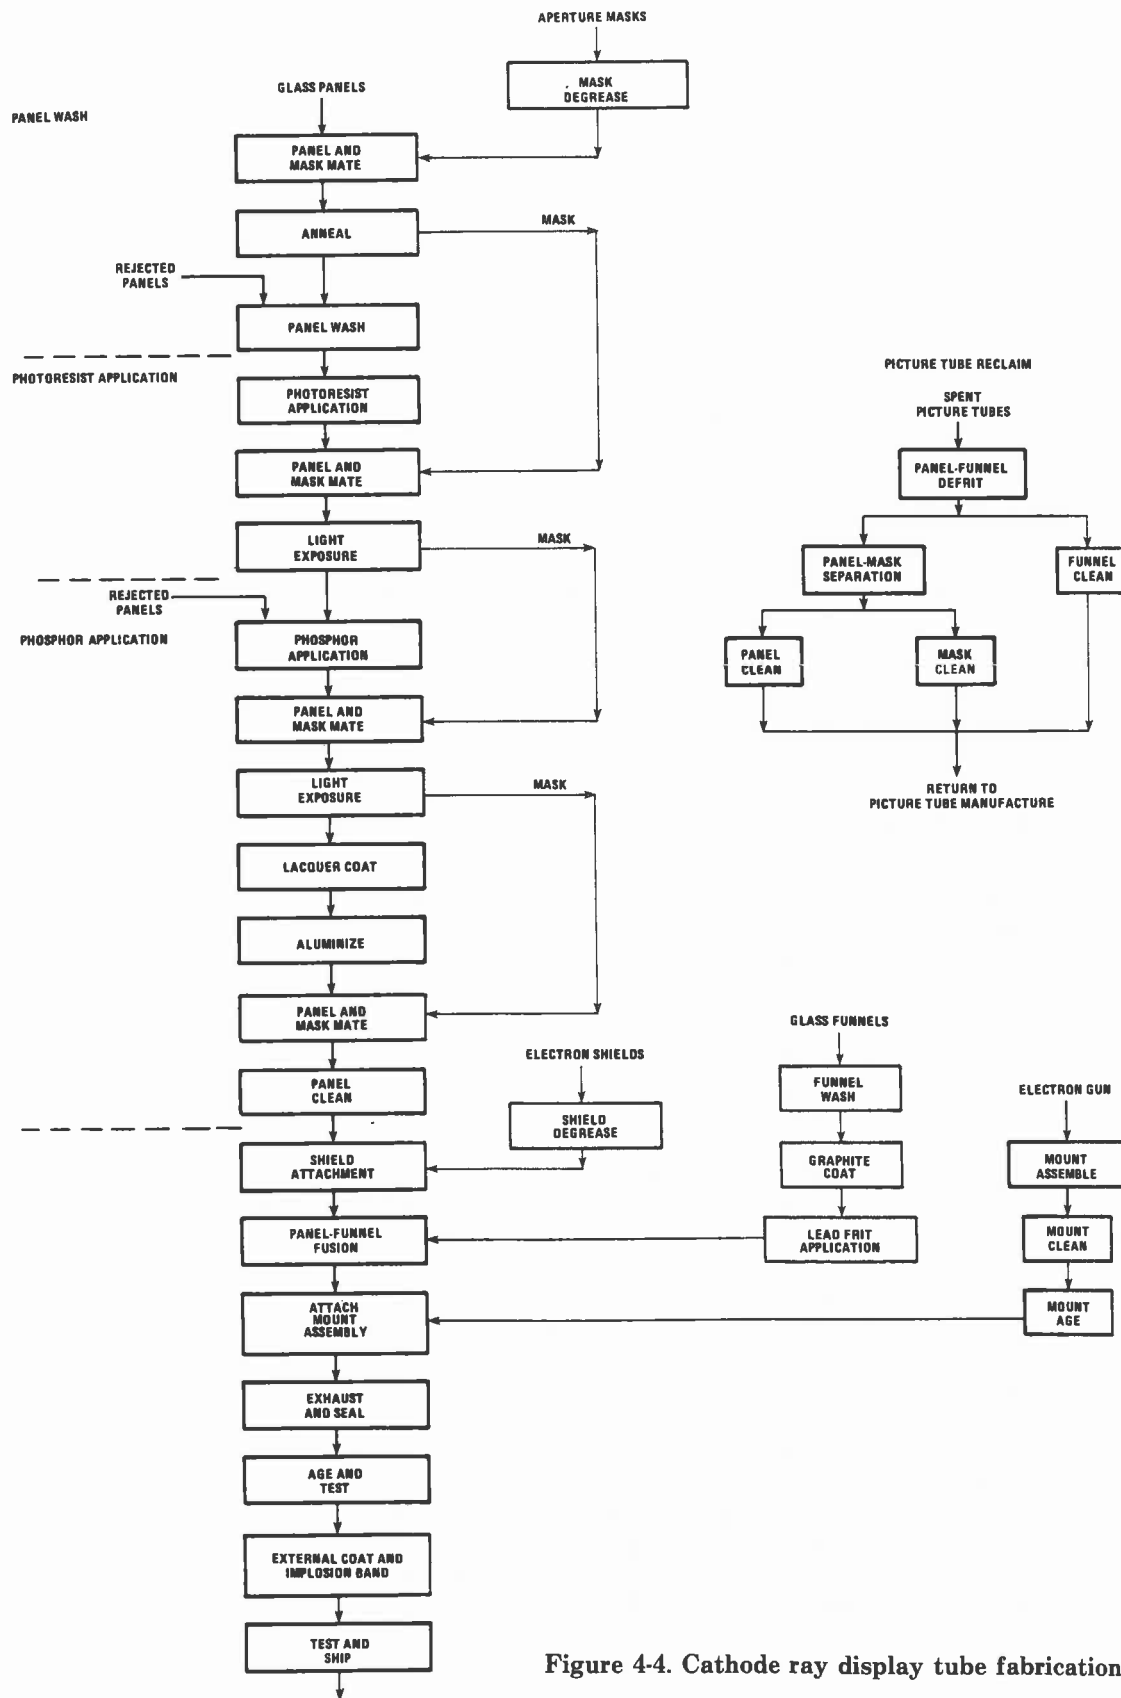 APERTURE MASKS
MASK
DEGREASE
GLASS PANELS
PANEL WASH
PANEL AND
MASK MATE
ANNEAL
MASK
REJECTED
PANELS
PANEL WASH
PHOTORESIST APPLICATION
PHOTORESIST
APPLICATION
PANEL AND
MASK MATE
LIGHT
EXPOSURE
MASK
REJECTED
PANELS
PHOSPHOR APPLICATION
PHOSPHOR
APPLICATION
PANEL AND
MASK MATE
LIGHT
EXPOSURE
MASK
LACQUER COAT
ALUMINIZE
PANEL AND
MASK MATE
PANEL
CLEAN
ELECTRON SHIELDS
SHIELD
DEGREASE
SHIELD
ATTACHMENT
GLASS FUNNELS
FUNNEL
WASH
GRAPHITE
COAT
LEAD FRIT
APPLICATION
PANEL-FUNNEL
FUSION
ELECTRON GUN
MOUNT
ASSEMBLE
MOUNT
CLEAN
MOUNT
AGE
ATTACH
MOUNT
ASSEMBLY
EXHAUST
AND SEAL
AGE AND
TEST
EXTERNAL COAT AND
IMPLOSION BAND
TEST AND
SHIP
PICTURE TUBE RECLAIM
SPENT
PICTURE TUBES
PANEL-FUNNEL
DEFRIT
PANEL-MASK
SEPARATION
FUNNEL
CLEAN
PANEL
CLEAN
MASK
CLEAN
RETURN TO
PICTURE TUBE MANUFACTURE
Figure 4-4. Cathode ray display tube fabrication